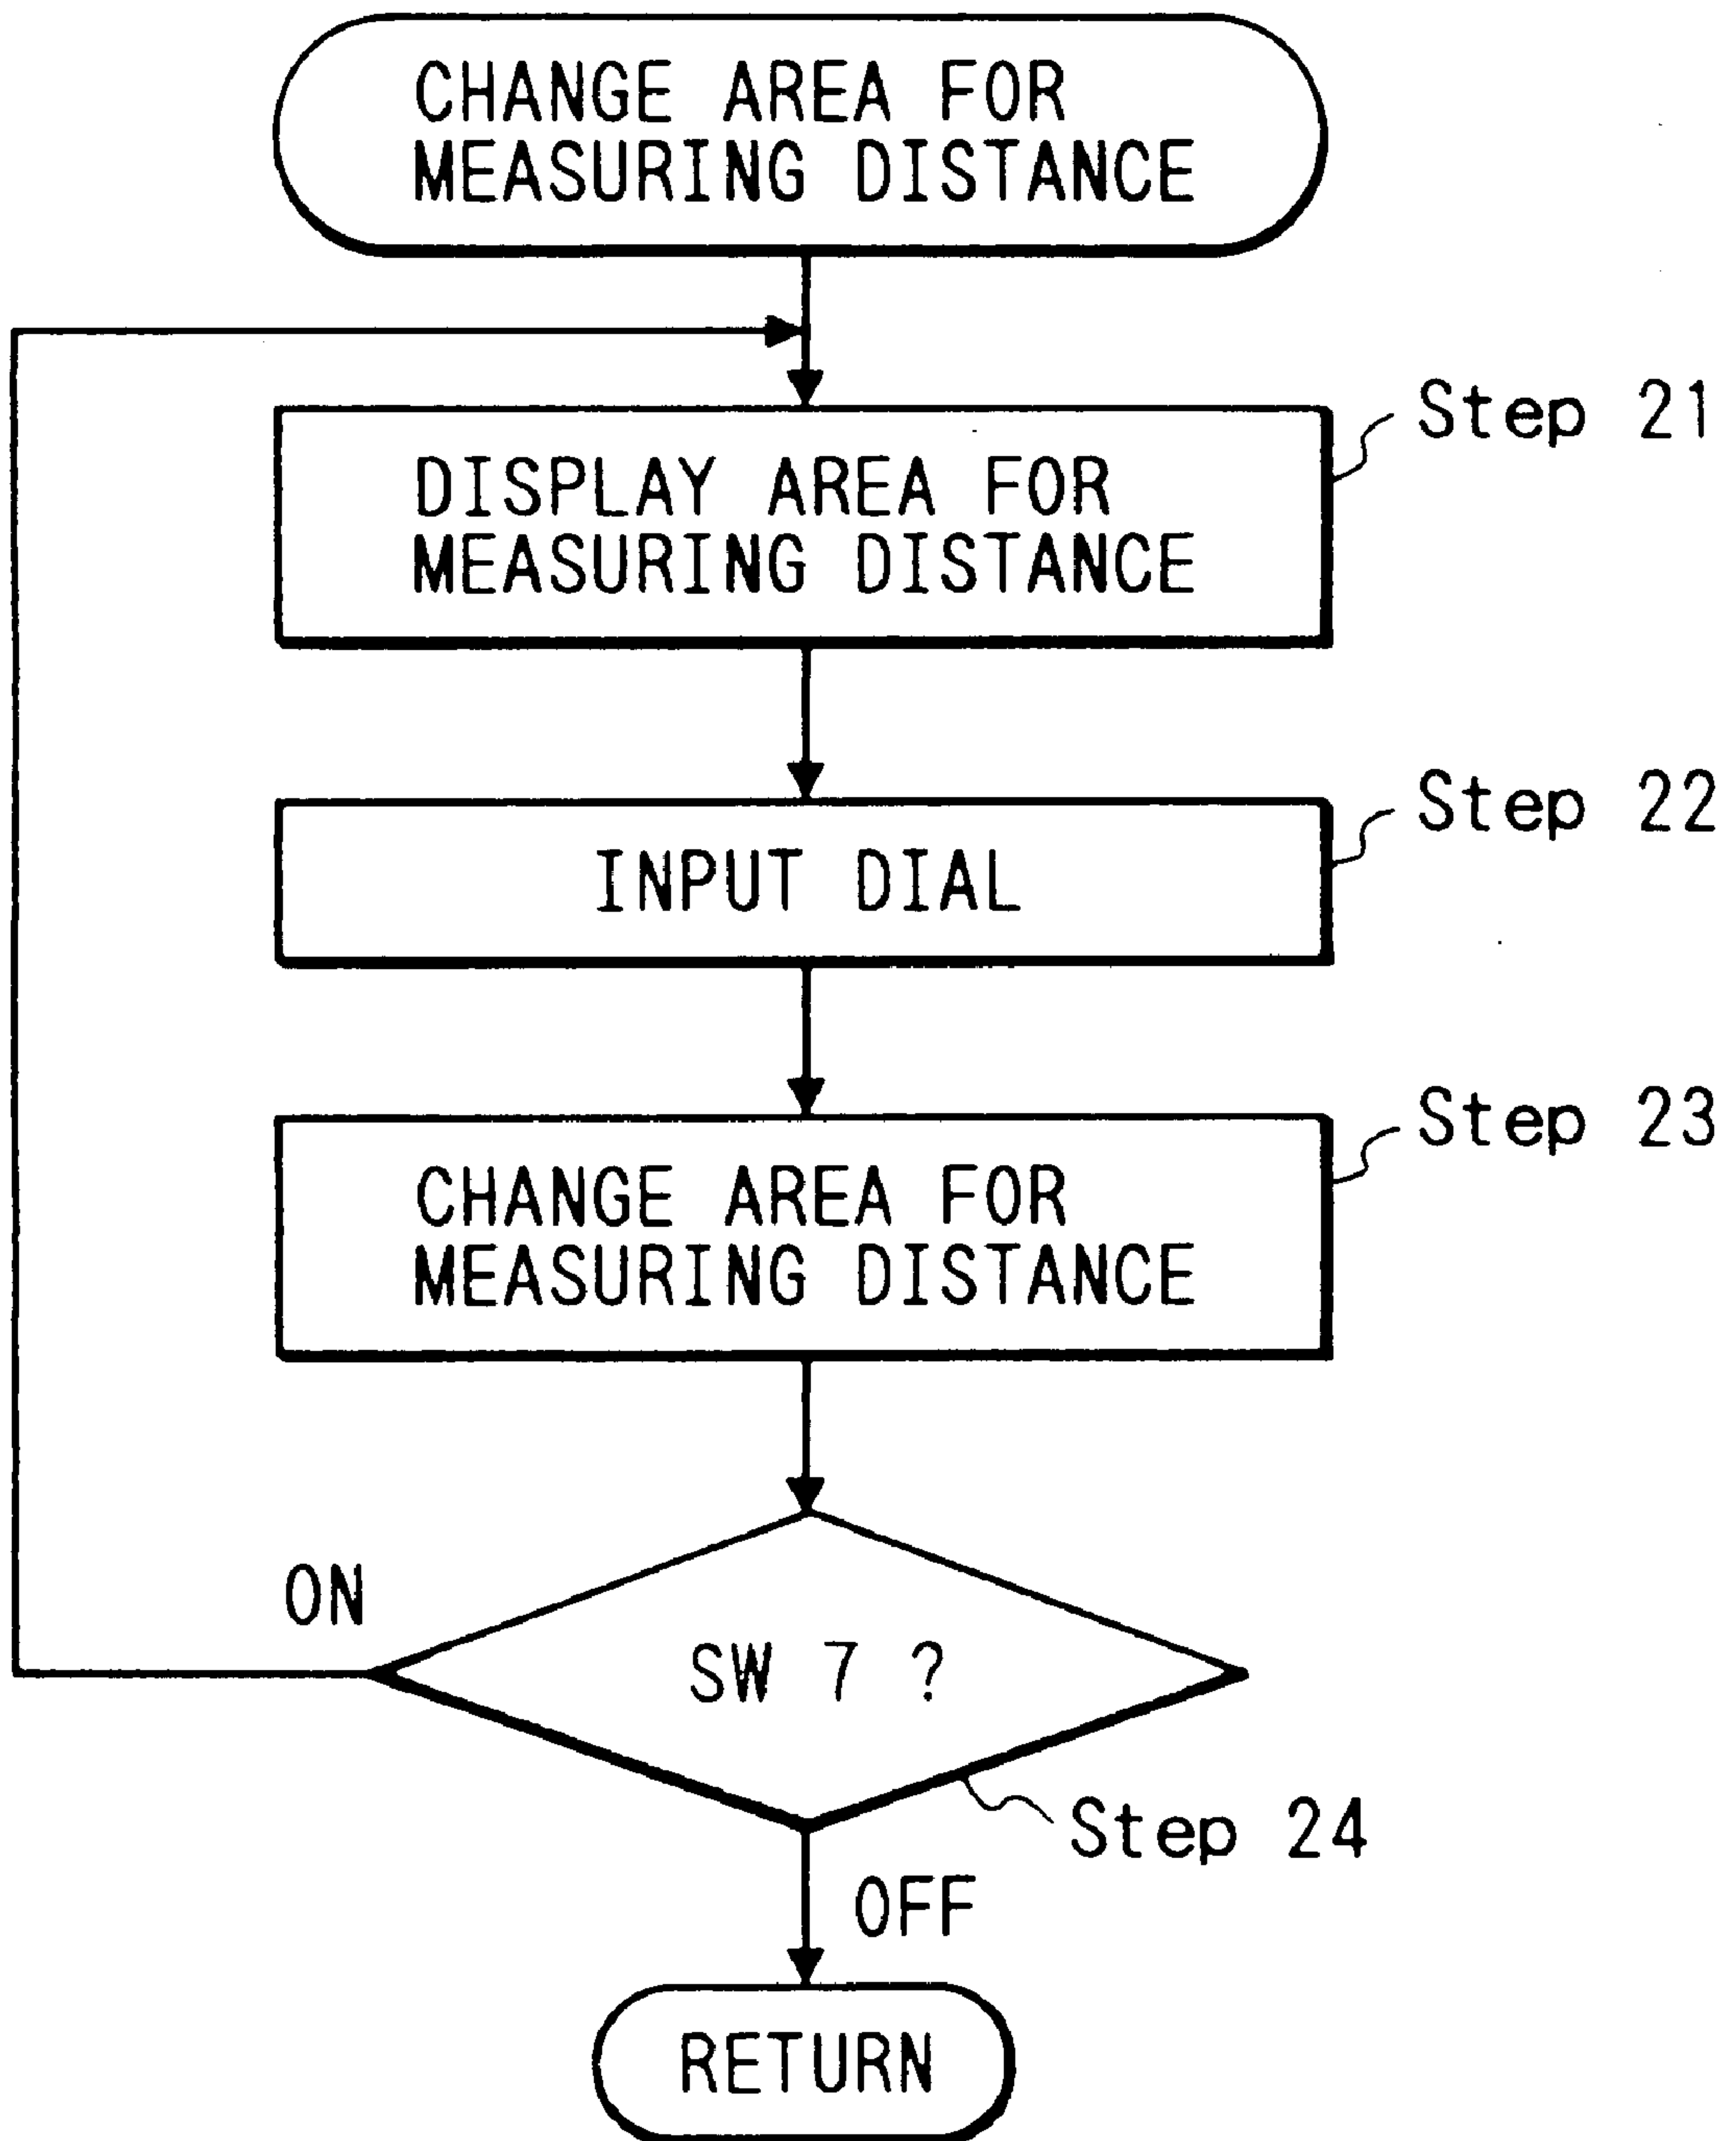 CHANGE AREA FOR
MEASURING DISTANCE
Step 21
DISPLAY AREA FOR
MEASURING DISTANCE
Step 22
INPUT DIAL
Step 23
CHANGE AREA FOR
MEASURING DISTANCE
ON
SW 7 ?
Step 24
OFF
RETURN